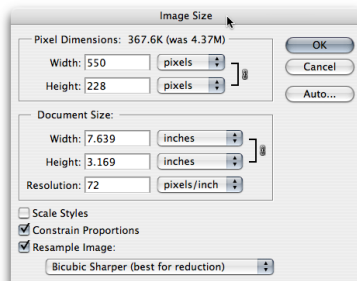 Image Size
Pixel Dimensions: 367.6K (was 4.37M)
OK
Width: 550 pixels
Cancel
Height: 228 pixels
Auto...
Document Size:
Width: 7.639 inches
Height: 3.169 inches
Resolution: 72 pixels/inch
Scale Styles
Constrain Proportions
Resample Image:
Bicubic Sharper (best for reduction)